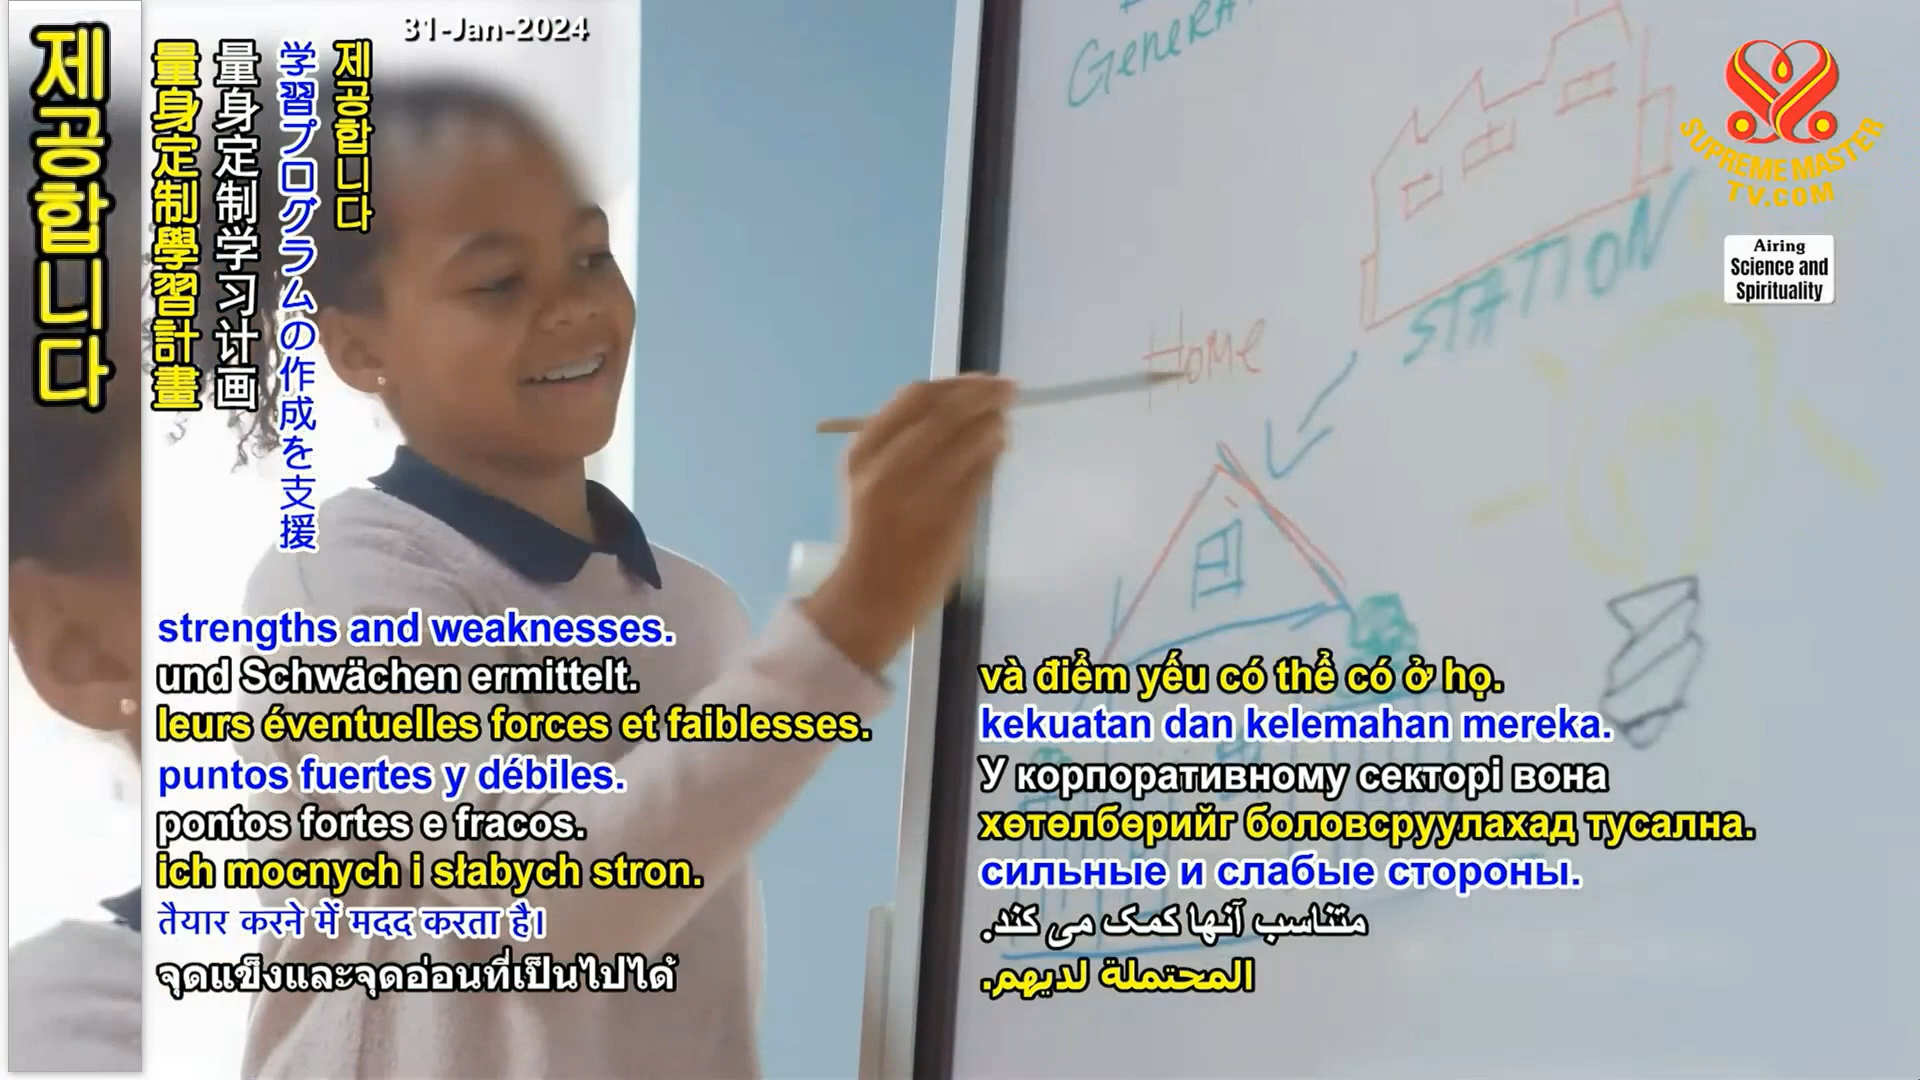 31-Jan-2024
제공합니다
量身定制學習計畫
量身定制学习计画
学習プログラムの作成を支援
제공합니다
GENERA
STATION
HOME
SUPREME MASTER
TV.COM
Airing
Science and
Spirituality
strengths and weaknesses.
und Schwächen ermittelt.
leurs éventuelles forces et faiblesses.
puntos fuertes y débiles.
pontos fortes e fracos.
ich mocnych i słabych stron.
तैयार करने में मदद करता है।
จุดแข็งและจุดอ่อนที่เป็นไปได้
và điểm yếu có thể có ở họ.
kekuatan dan kelemahan mereka.
У корпоративному секторі вона
хөтөлбөрийг боловсруулахад тусална.
сильные и слабые стороны.
متناسب آنها کمک می کند.
المحتملة لديهم.